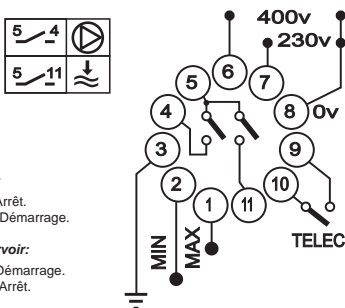 5 4
5 11
400v
230v
5
6
7
4
8
0v
3
9
2
10
1
11
MIN
MAX
TELEC
Arrêt.
Démarrage.
voir:
Démarrage.
Arrêt.